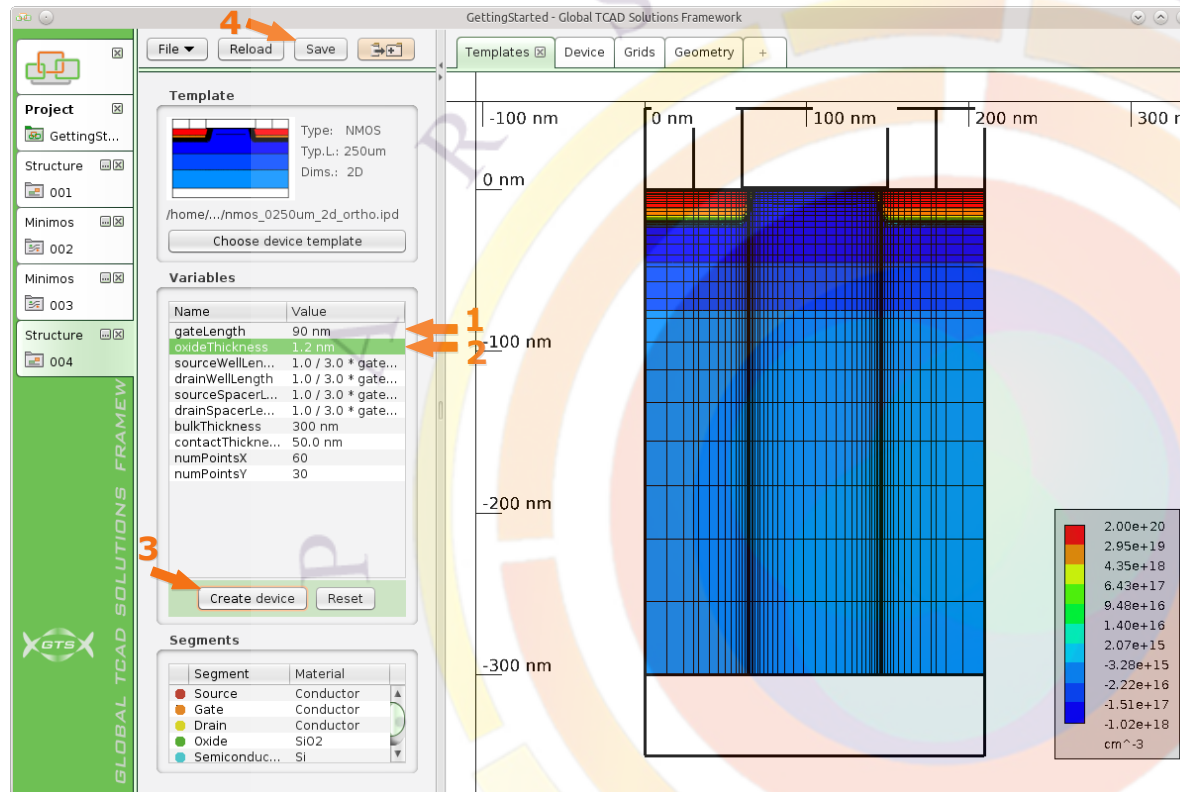 GettingStarted - Global TCAD Solutions Framework
4
File Reload Save
Templates Device Grids Geometry +
Project
GettingSt...
Structure
001
Minimos
002
Minimos
003
Structure
004
GLOBAL TCAD SOLUTIONS FRAMEW
GTS
Template
Type: NMOS
Typ.L.: 250um
Dims.: 2D
/home/.../nmos_0250um_2d_ortho.ipd
Choose device template
Variables
Name Value
gateLength 90 nm
oxideThickness 1.2 nm
sourceWellLen... 1.0 / 3.0 * gate...
drainWellLength 1.0 / 3.0 * gate...
sourceSpacerL... 1.0 / 3.0 * gate...
drainSpacerLe... 1.0 / 3.0 * gate...
bulkThickness 300 nm
contactThickne... 50.0 nm
numPointsX 60
numPointsY 30
1
2
3
Create device Reset
Segments
Segment Material
Source Conductor
Gate Conductor
Drain Conductor
Oxide SiO2
Semiconduc... Si
-100 nm 0 nm 100 nm 200 nm 300 n
0 nm
-100 nm
-200 nm
-300 nm
2.00e+20
2.95e+19
4.35e+18
6.43e+17
9.48e+16
1.40e+16
2.07e+15
-3.28e+15
-2.22e+16
-1.51e+17
-1.02e+18
cm^-3
P A R S